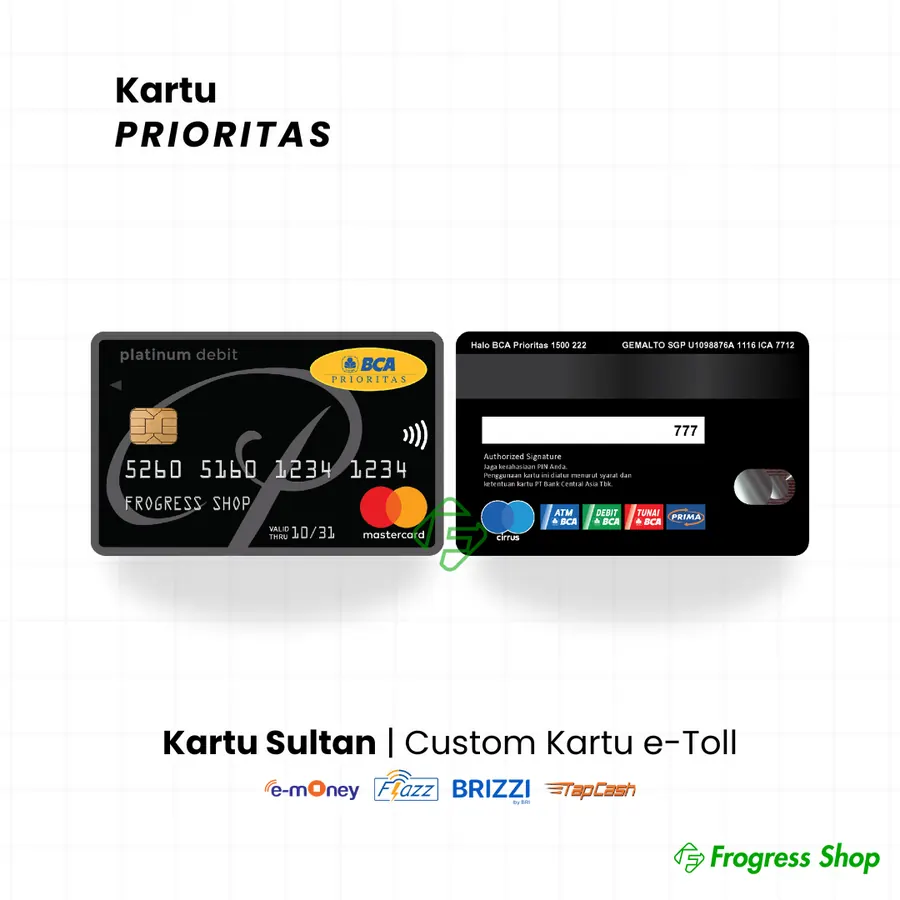 Kartu
PRIORITAS
platinum debit
BCA
PRIORITAS
5260 5160 1234 1234
FROGRESS SHOP
VALID
THRU 10/31
mastercard
Halo BCA Prioritas 1500 222 GEMALTO SGP U1098876A 1116 ICA 7712
777
Authorized Signature
Jaga kerahasiaan PIN Anda.
Penggunaan kartu ini diatur menurut syarat dan
ketentuan kartu PT Bank Central Asia Tbk.
cirrus
ATM
BCA
DEBIT
BCA
TUNAI
BCA
PRIMA
Kartu Sultan | Custom Kartu e-Toll
e-money
Flazz
BRIZZI
by BRI
TapCash
Frogress Shop